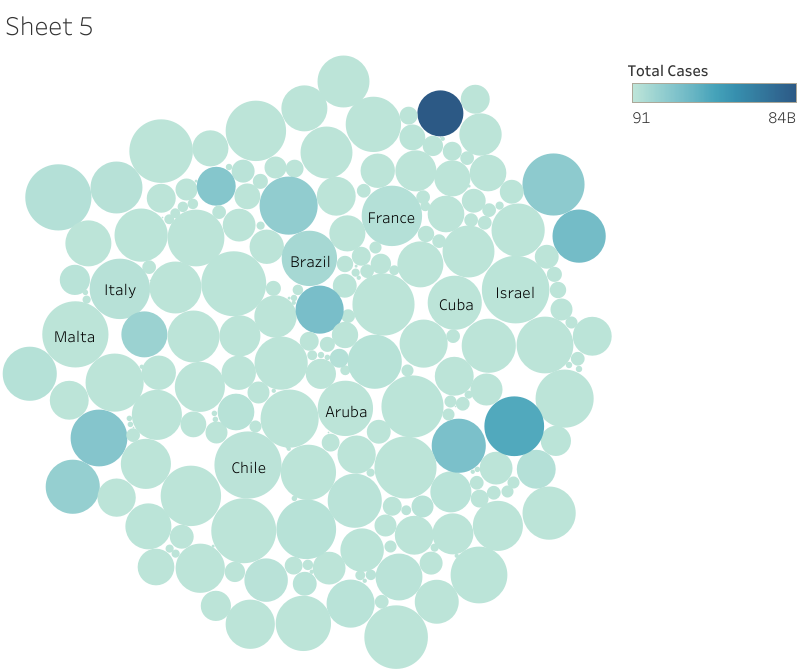 Sheet 5
Total Cases
91 84B
France
Brazil
Italy
Israel
Cuba
Malta
Aruba
Chile